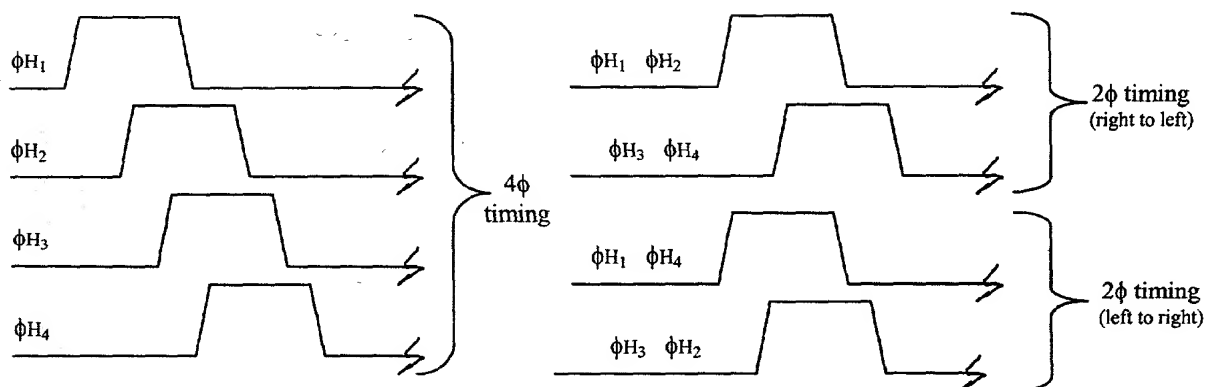 ϕH₁
ϕH₂
ϕH₃
ϕH₄
4ϕ
timing
ϕH₁ ϕH₂
ϕH₃ ϕH₄
2ϕ timing
(right to left)
ϕH₁ ϕH₄
ϕH₃ ϕH₂
2ϕ timing
(left to right)